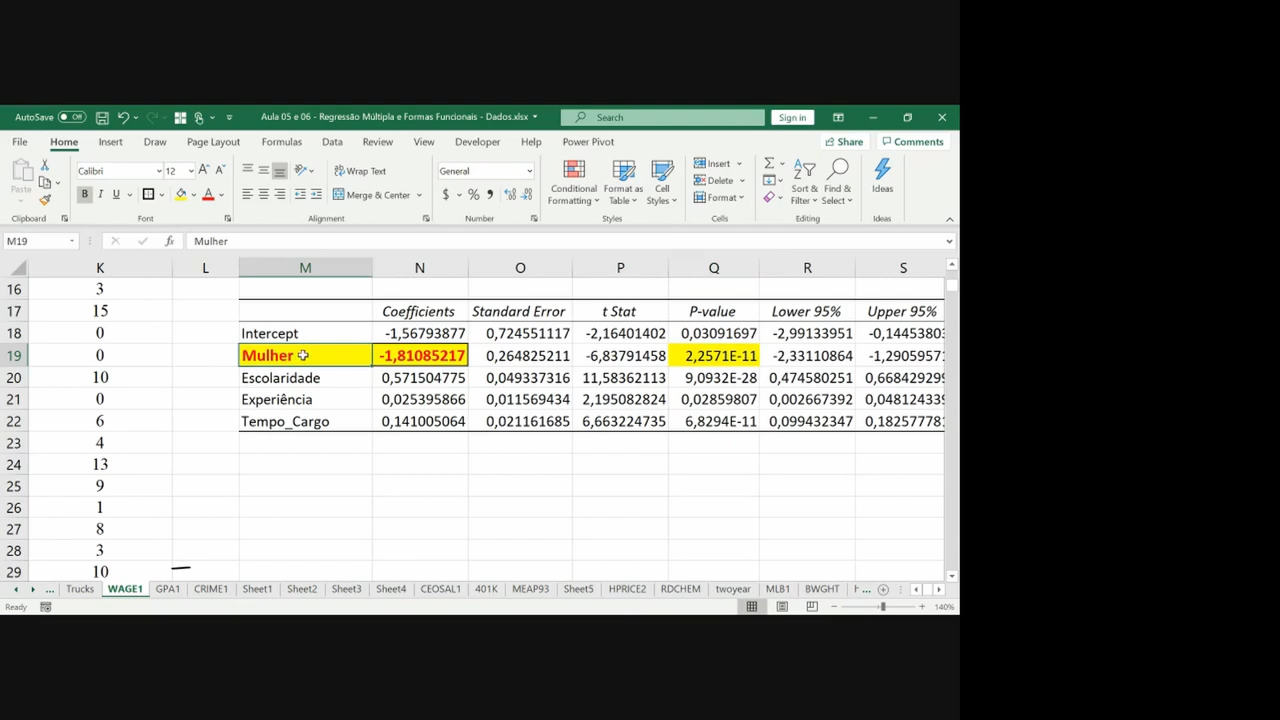 AutoSave Off Aula 05 e 06 - Regressão Múltipla e Formas Funcionais - Dados.xlsx Search Sign in
File Home Insert Draw Page Layout Formulas Data Review View Developer Help Power Pivot Share Comments
Paste Calibri 12 A A Wrap Text General Conditional Formatting Format as Table Cell Styles Insert Delete Format Sort & Filter Find & Select Ideas
B I U A Merge & Center $ % 9
Clipboard Font Alignment Number Styles Cells Editing Ideas
M19 fx Mulher
K L M N O P Q R S
16 3
17 15 Coefficients Standard Error t Stat P-value Lower 95% Upper 95%
18 0 Intercept -1,56793877 0,724551117 -2,16401402 0,03091697 -2,99133951 -0,14453803
19 0 Mulher -1,81085217 0,264825211 -6,83791458 2,2571E-11 -2,33110864 -1,29059571
20 10 Escolaridade 0,571504775 0,049337316 11,58362113 9,0932E-28 0,474580251 0,668429299
21 0 Experiência 0,025395866 0,011569434 2,195082824 0,02859807 0,002667392 0,048124339
22 6 Tempo_Cargo 0,141005064 0,021161685 6,663224735 6,8294E-11 0,099432347 0,182577781
23 4
24 13
25 9
26 1
27 8
28 3
29 10
... Trucks WAGE1 GPA1 CRIME1 Sheet1 Sheet2 Sheet3 Sheet4 CEOSAL1 401K MEAP93 Sheet5 HPRICE2 RDCHEM twoyear MLB1 BWGHT ...
Ready 140%